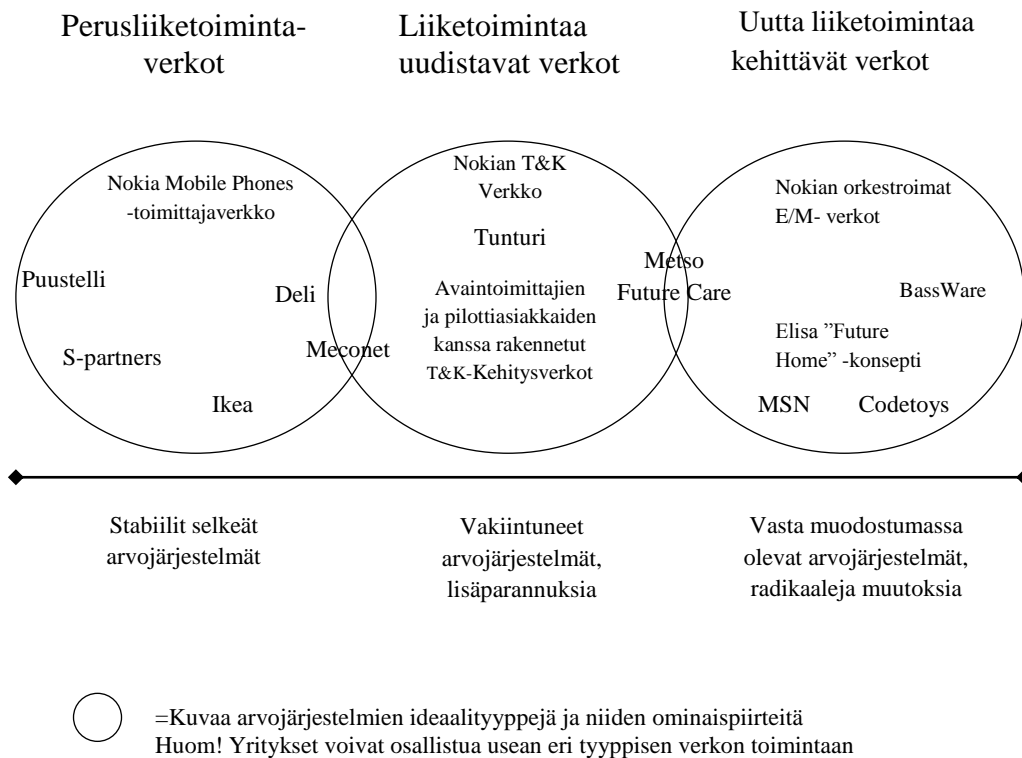 Perusliiketoiminta-
verkot
Liiketoimintaa
uudistavat verkot
Uutta liiketoimintaa
kehittävät verkot
Nokia Mobile Phones
-toimittajaverkko
Puustelli
Deli
S-partners
Meconet
Ikea
Nokian T&K
Verkko
Tunturi
Avaintoimittajien
ja pilottiasiakkaiden
kanssa rakennetut
T&K-Kehitysverkot
Metso
Future Care
Nokian orkestroimat
E/M- verkot
BassWare
Elisa ”Future
Home” -konsepti
MSN
Codetoys
Stabiilit selkeät
arvojärjestelmät
Vakiintuneet
arvojärjestelmät,
lisäparannuksia
Vasta muodostumassa
olevat arvojärjestelmät,
radikaaleja muutoksia
=Kuvaa arvojärjestelmien ideaalityyppejä ja niiden ominaispiirteitä
Huom! Yritykset voivat osallistua usean eri tyyppisen verkon toimintaan